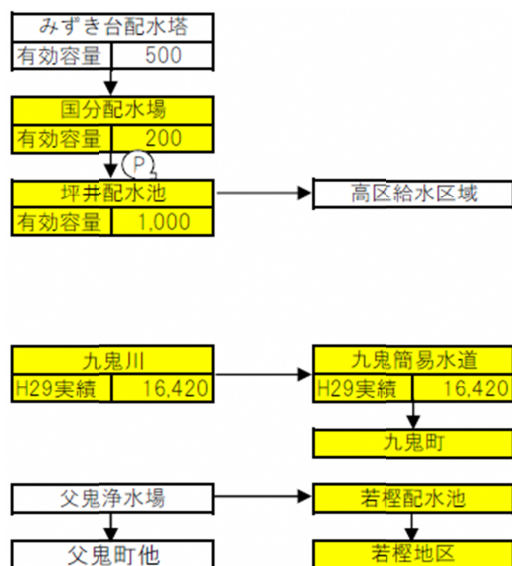 みずき台配水塔
有効容量 500
国分配水場
有効容量 200
P
坪井配水池
有効容量 1,000
高区給水区域
九鬼川
H29実績 16,420
九鬼簡易水道
H29実績 16,420
九鬼町
父鬼浄水場
若樫配水池
父鬼町他
若樫地区